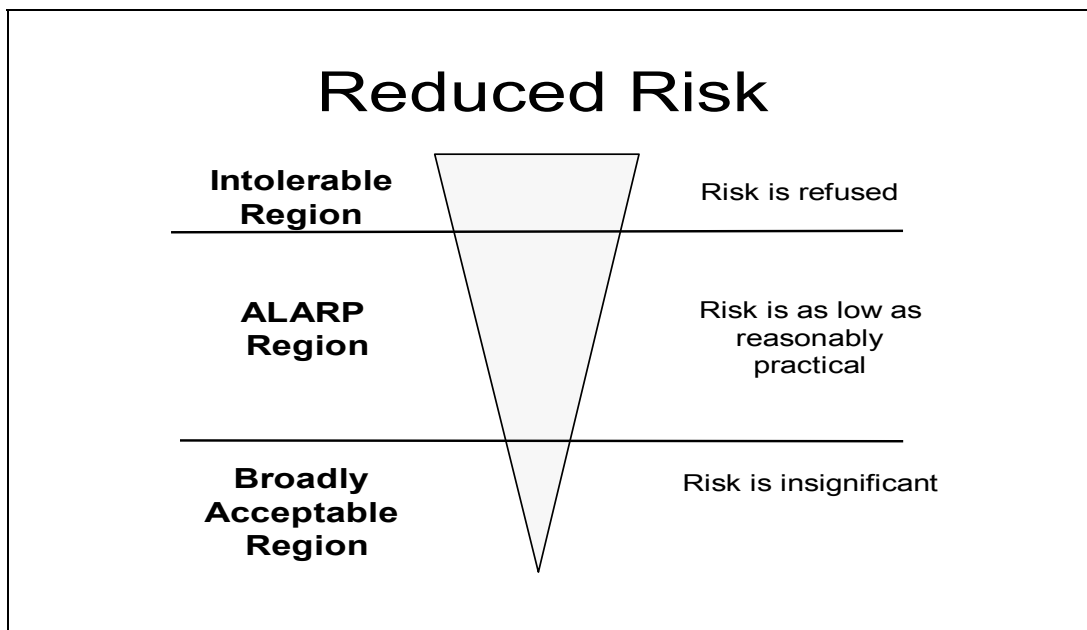 Reduced Risk
Intolerable
Region
Risk is refused
ALARP
Region
Risk is as low as
reasonably
practical
Broadly
Acceptable
Region
Risk is insignificant